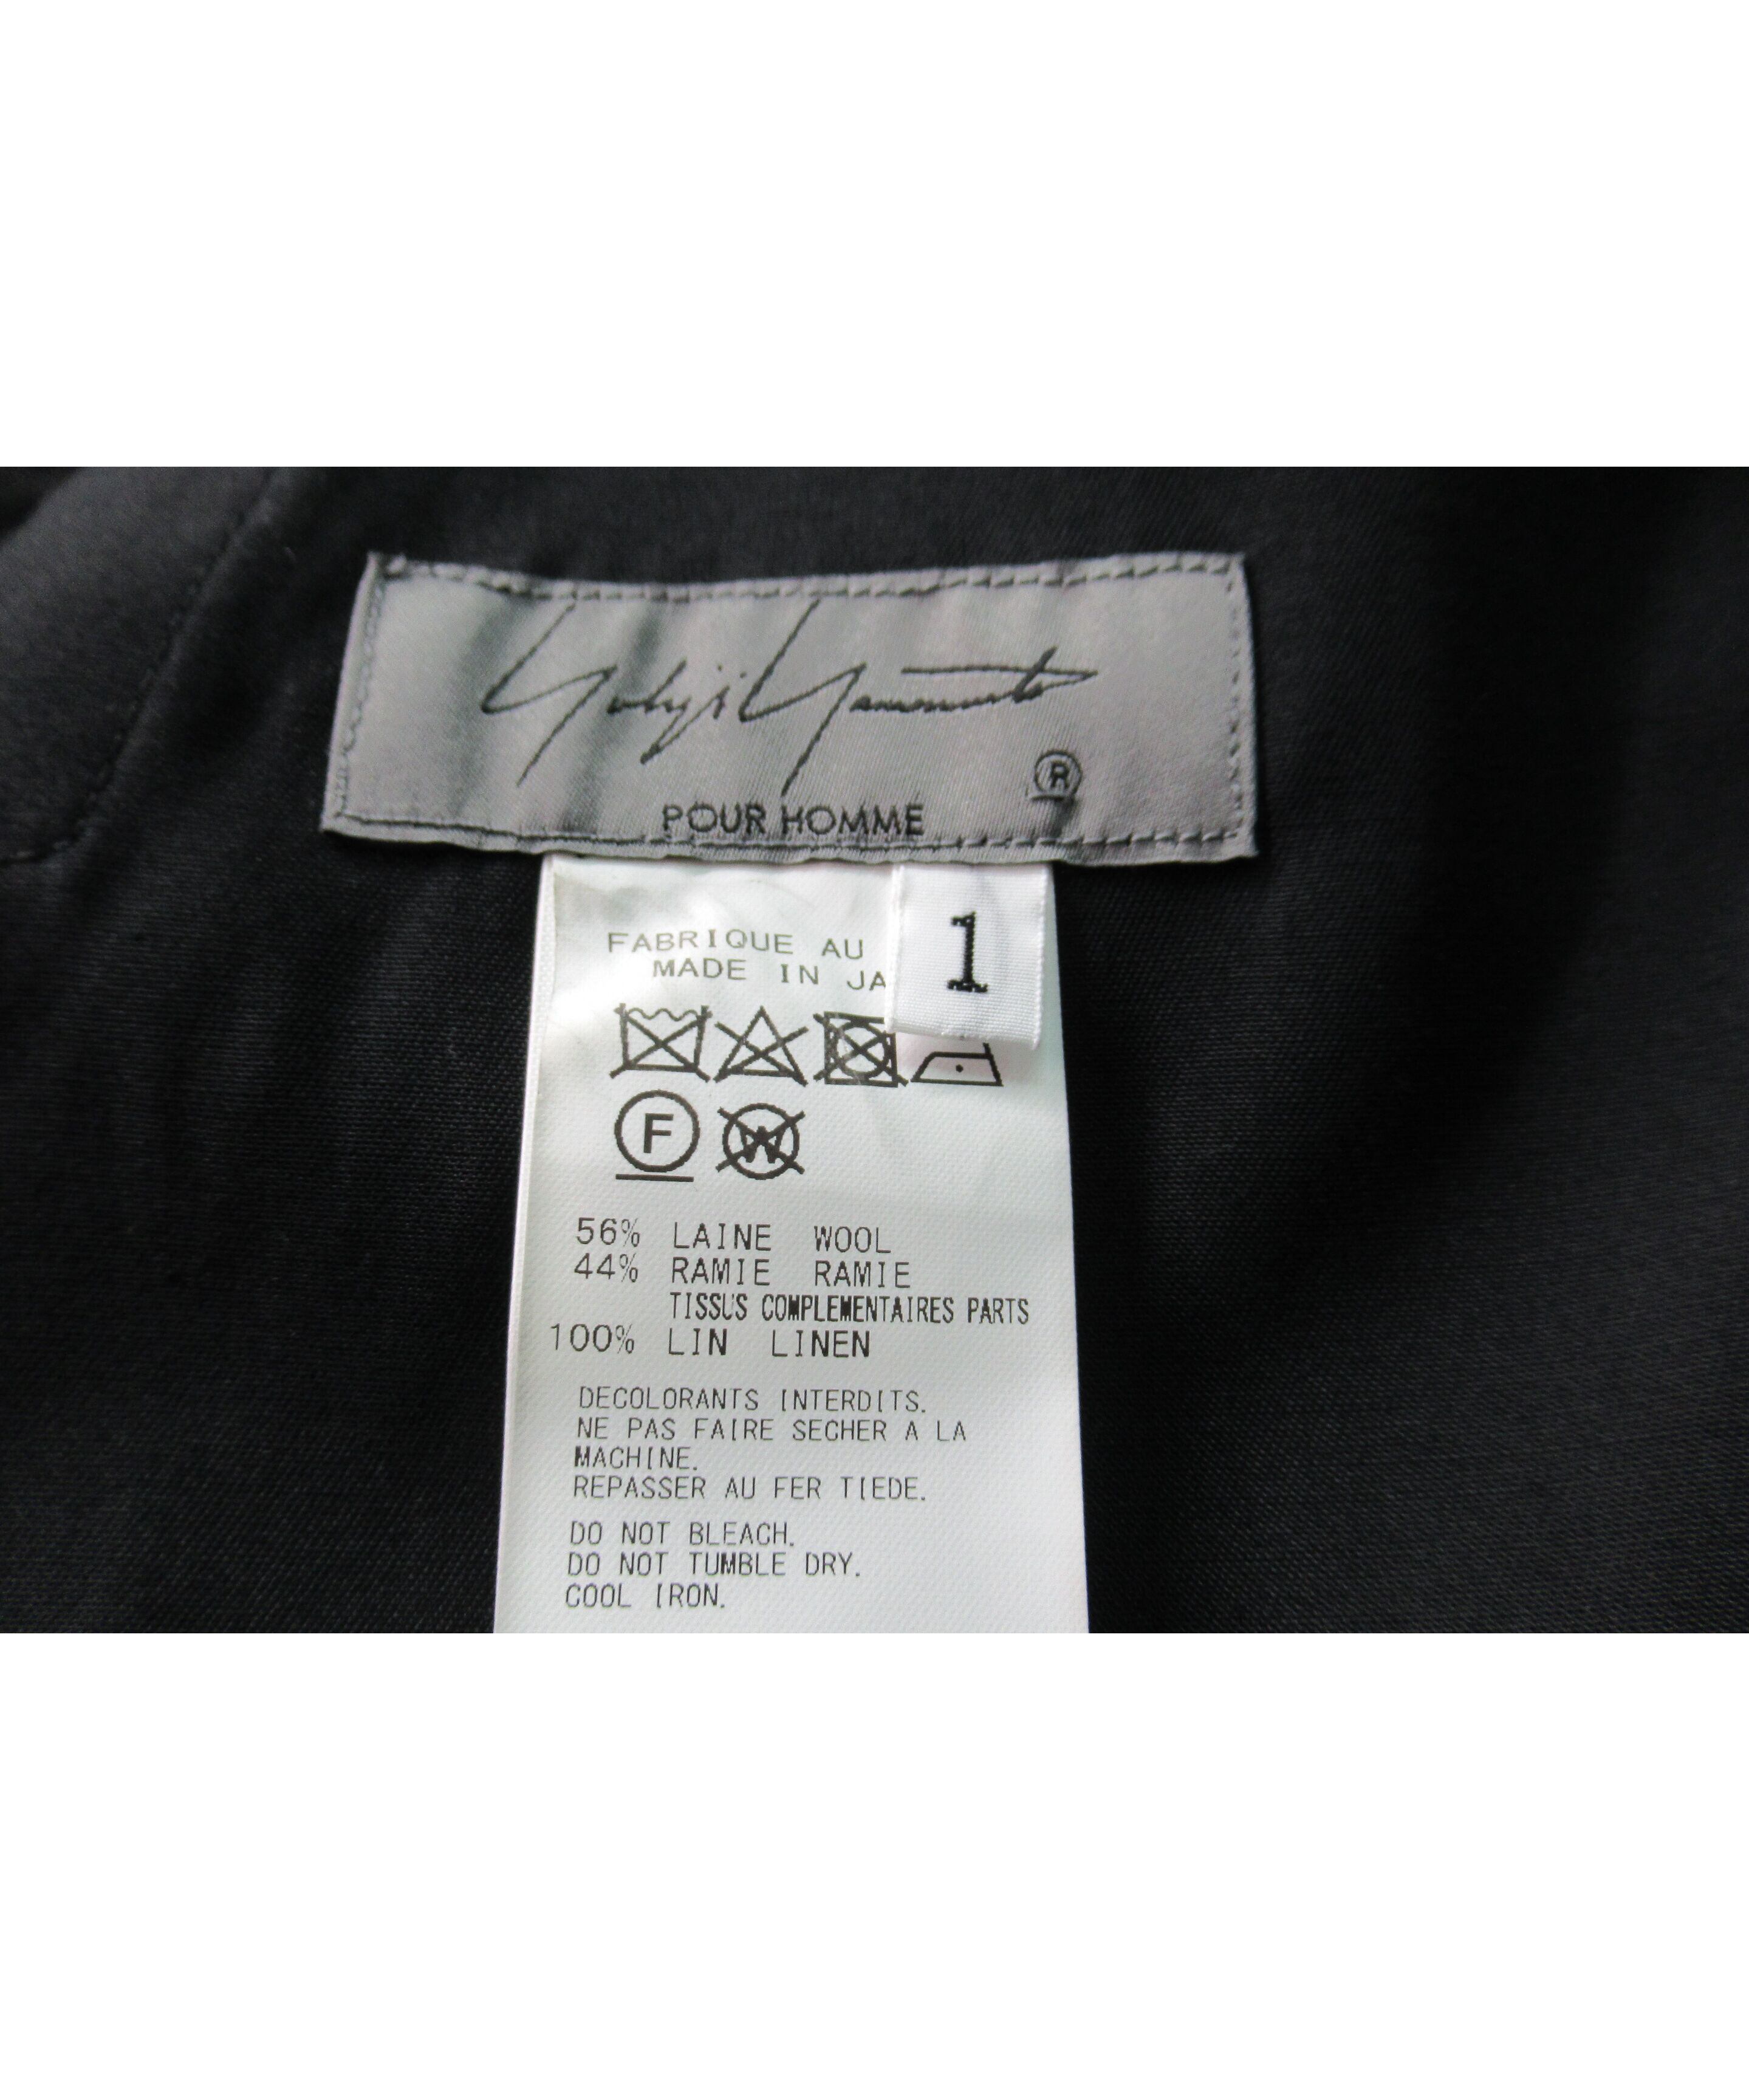 Yohji Yamamoto
®
POUR HOMME
1
FABRIQUE AU
MADE IN JA
F
W
56% LAINE WOOL
44% RAMIE RAMIE
TISSUS COMPLEMENTAIRES PARTS
100% LIN LINEN
DECOLORANTS INTERDITS.
NE PAS FAIRE SECHER A LA
MACHINE.
REPASSER AU FER TIEDE.
DO NOT BLEACH.
DO NOT TUMBLE DRY.
COOL IRON.